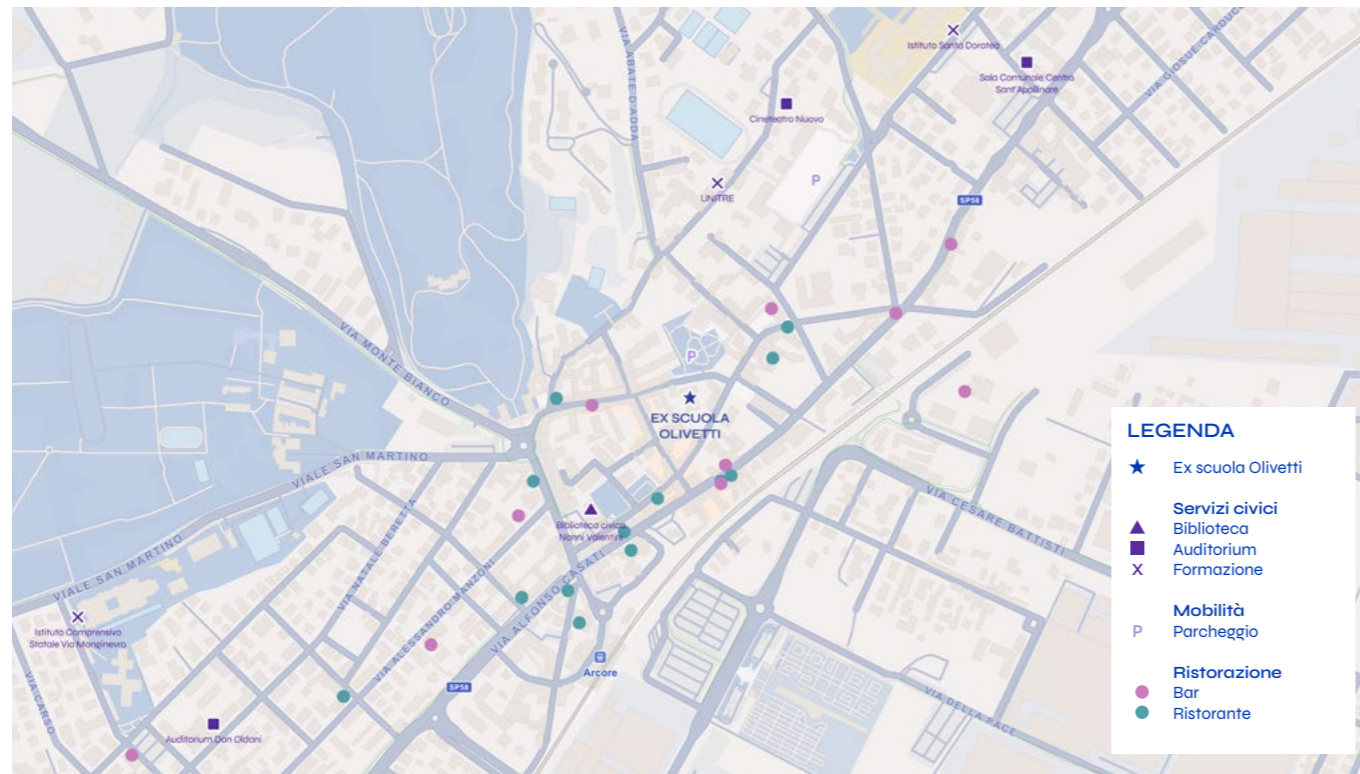 VIA ABATE D'ADDA
Istituto Santa Dorotea
Sala Comunale Centro
Sant'Apollinare
VIA GIOSUE CARDUCCI
Cineteatro Nuovo
P
UNITRE
SP58
VIA MONTE BIANCO
P
EX SCUOLA
OLIVETTI
VIALE SAN MARTINO
VIA CESARE BATTISTI
Biblioteca civica
Nanni Valentini
VIALE SAN MARTINO
VIA NATALE BERETTA
VIA ALESSANDRO MANZONI
VIA ALFONSO CASATI
Istituto Comprensivo
Statale Via Monginevro
Arcore
SP58
VIA CARSO
VIA DELLA PACE
Auditorium Don Oldani
LEGENDA
Ex scuola Olivetti
Servizi civici
Biblioteca
Auditorium
X Formazione
Mobilità
P Parcheggio
Ristorazione
Bar
Ristorante